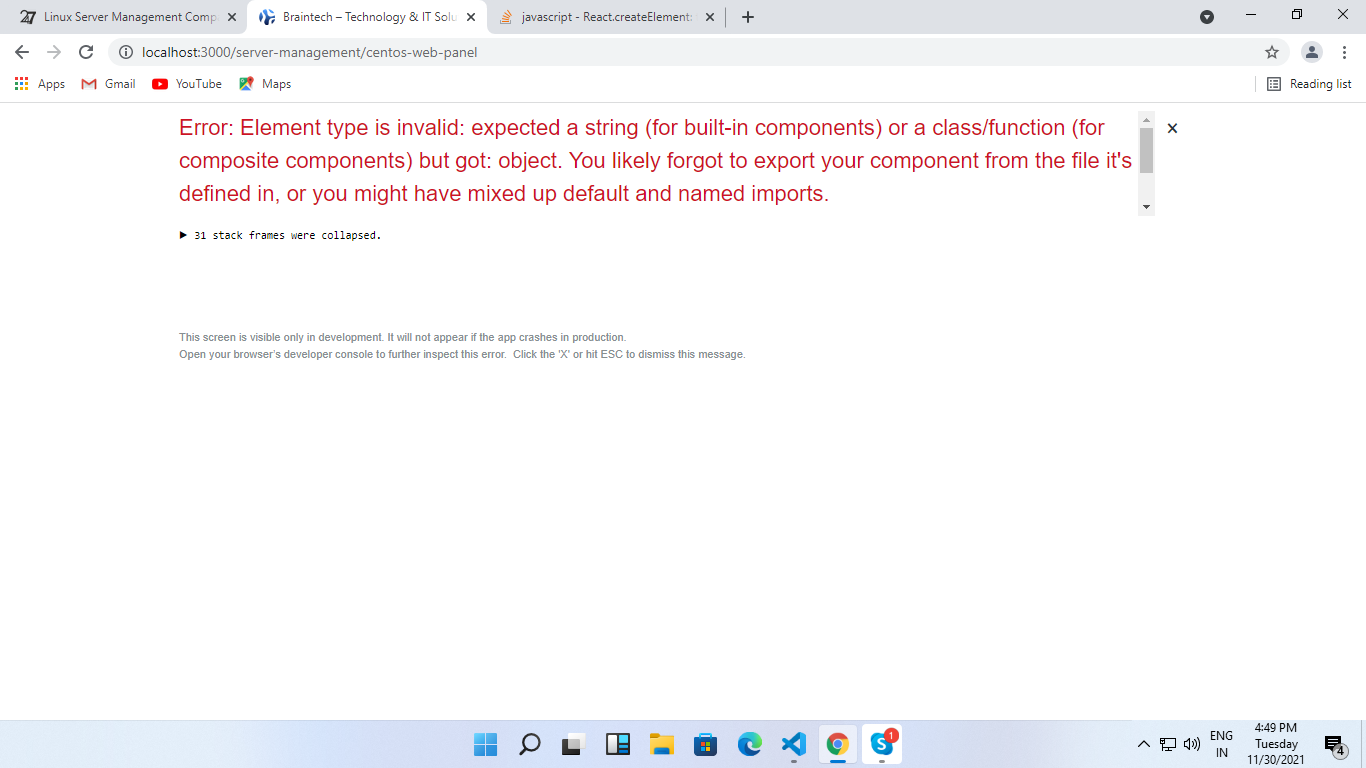 Linux Server Management Comp
Braintech – Technology & IT Solu
javascript - React.createElement:
localhost:3000/server-management/centos-web-panel
Apps
Gmail
YouTube
Maps
Reading list
Error: Element type is invalid: expected a string (for built-in components) or a class/function (for
composite components) but got: object. You likely forgot to export your component from the file it's
defined in, or you might have mixed up default and named imports.
31 stack frames were collapsed.
This screen is visible only in development. It will not appear if the app crashes in production.
Open your browser's developer console to further inspect this error.  Click the 'X' or hit ESC to dismiss this message.
1
ENG
IN
4:49 PM
Tuesday
11/30/2021
4